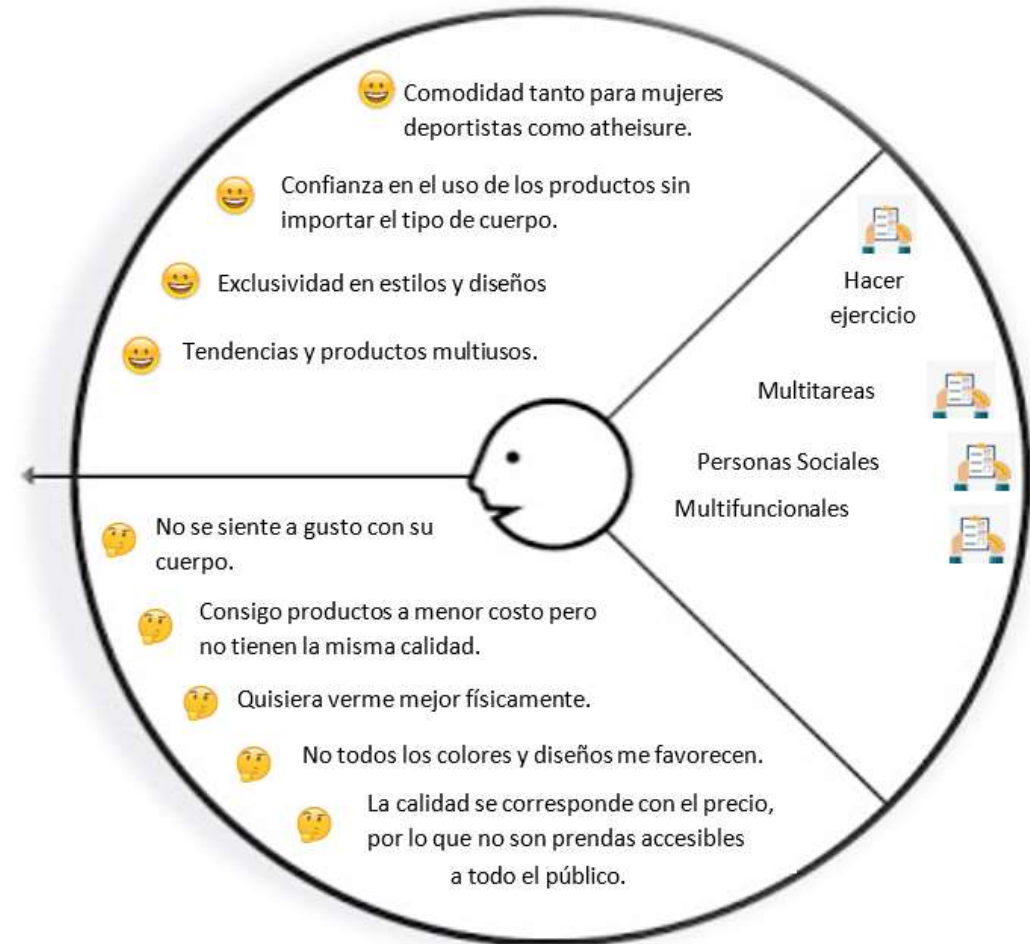 Comodidad tanto para mujeres
deportistas como atheisure.
Confianza en el uso de los productos sin
importar el tipo de cuerpo.
Exclusividad en estilos y diseños
Tendencias y productos multiusos.
Hacer
ejercicio
Multitareas
Personas Sociales
Multifuncionales
No se siente a gusto con su
cuerpo.
Consigo productos a menor costo pero
no tienen la misma calidad.
Quisiera verme mejor físicamente.
No todos los colores y diseños me favorecen.
La calidad se corresponde con el precio,
por lo que no son prendas accesibles
a todo el público.